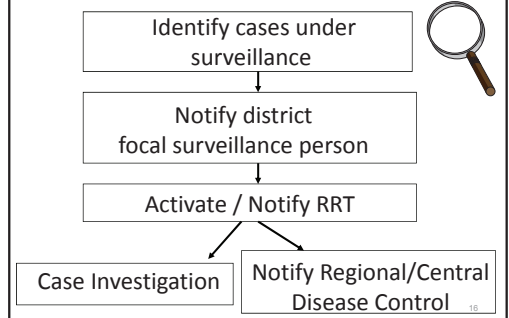 Identify cases under
surveillance
Notify district
focal surveillance person
Activate / Notify RRT
Case Investigation
Notify Regional/Central
Disease Control
16